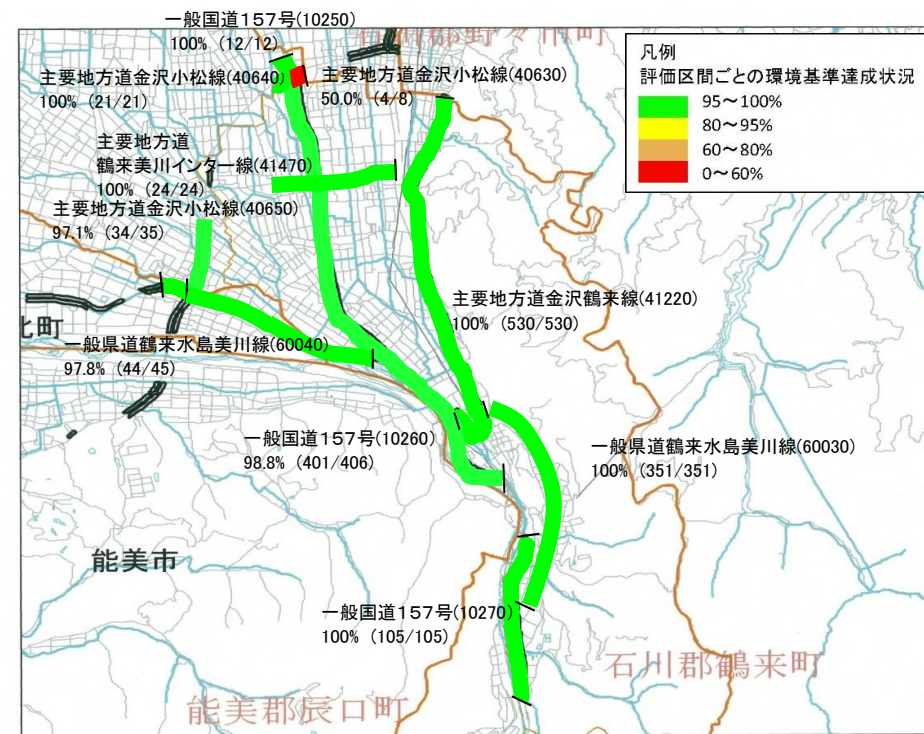 一般国道157号(10250)
100% (12/12)
主要地方道金沢小松線(40640)
100% (21/21)
主要地方道金沢小松線(40630)
50.0% (4/8)
凡例
評価区間ごとの環境基準達成状況
95～100%
80～95%
60～80%
0～60%
主要地方道
鶴来美川インター線(41470)
100% (24/24)
主要地方道金沢小松線(40650)
97.1% (34/35)
主要地方道金沢鶴来線(41220)
100% (530/530)
一般県道鶴来水島美川線(60040)
97.8% (44/45)
一般国道157号(10260)
98.8% (401/406)
一般県道鶴来水島美川線(60030)
100% (351/351)
能美市
一般国道157号(10270)
100% (105/105)
石川郡鶴来町
能美郡辰口町